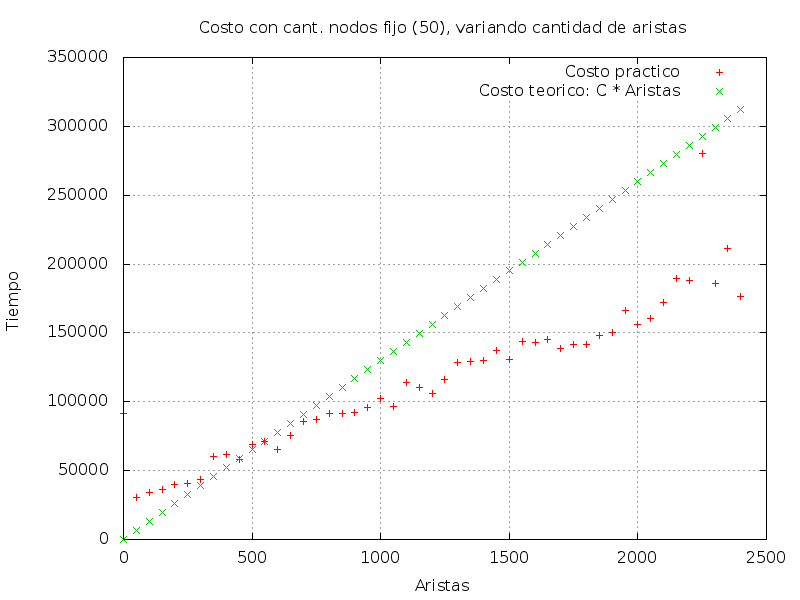 Costo con cant. nodos fijo (50), variando cantidad de aristas
350000
300000
250000
200000
150000
100000
50000
0
Costo practico
Costo teorico: C * Aristas
Tiempo
0 500 1000 1500 2000 2500
Aristas